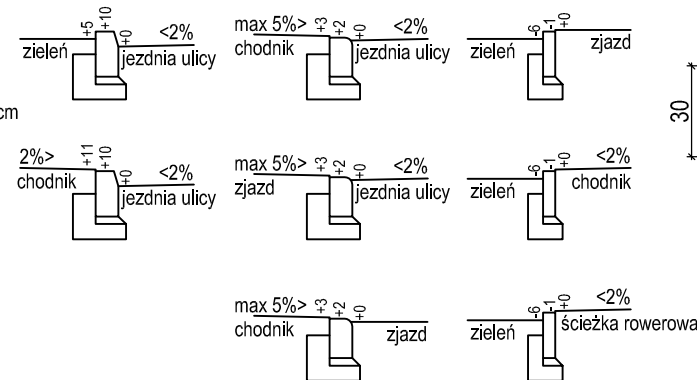 +5 +10 +0 <2%
zieleń jezdnia ulicy
max 5%> +3 +2 +0 <2%
chodnik jezdnia ulicy
-6 -1 +0
zieleń zjazd
cm
30
2%> +11 +10 +0 <2%
chodnik jezdnia ulicy
max 5%> +3 +2 +0 <2%
zjazd jezdnia ulicy
-6 -1 +0 <2%
zieleń chodnik
max 5%> +3 +2 +0
chodnik zjazd
-6 -1 +0 <2%
zieleń ścieżka rowerowa